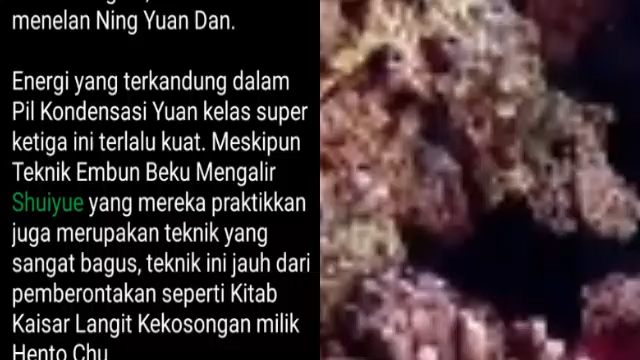 menelan Ning Yuan Dan.
Energi yang terkandung dalam
Pil Kondensasi Yuan kelas super
ketiga ini terlalu kuat. Meskipun
Teknik Embun Beku Mengalir
Shuiyue yang mereka praktikkan
juga merupakan teknik yang
sangat bagus, teknik ini jauh dari
pemberontakan seperti Kitab
Kaisar Langit Kekosongan milik
Hento Chu